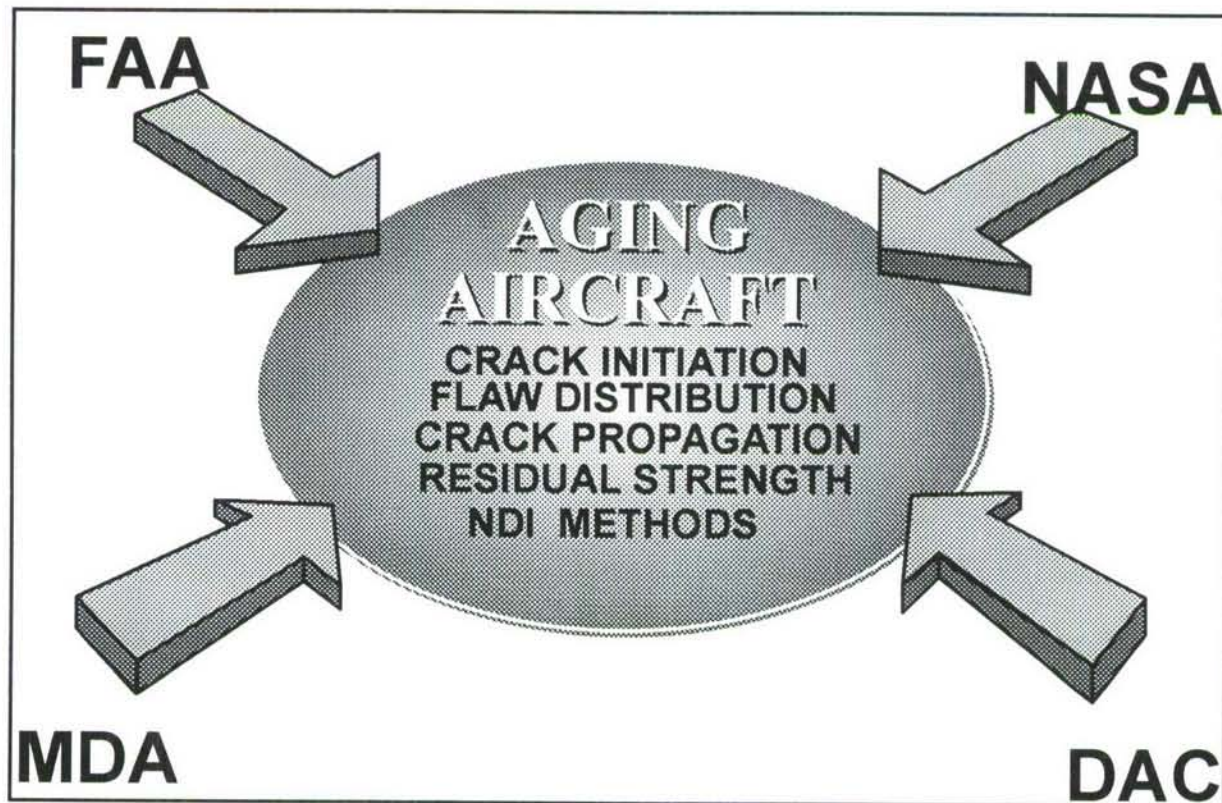 FAA
NASA
AGING
AIRCRAFT
CRACK INITIATION
FLAW DISTRIBUTION
CRACK PROPAGATION
RESIDUAL STRENGTH
NDI METHODS
MDA
DAC